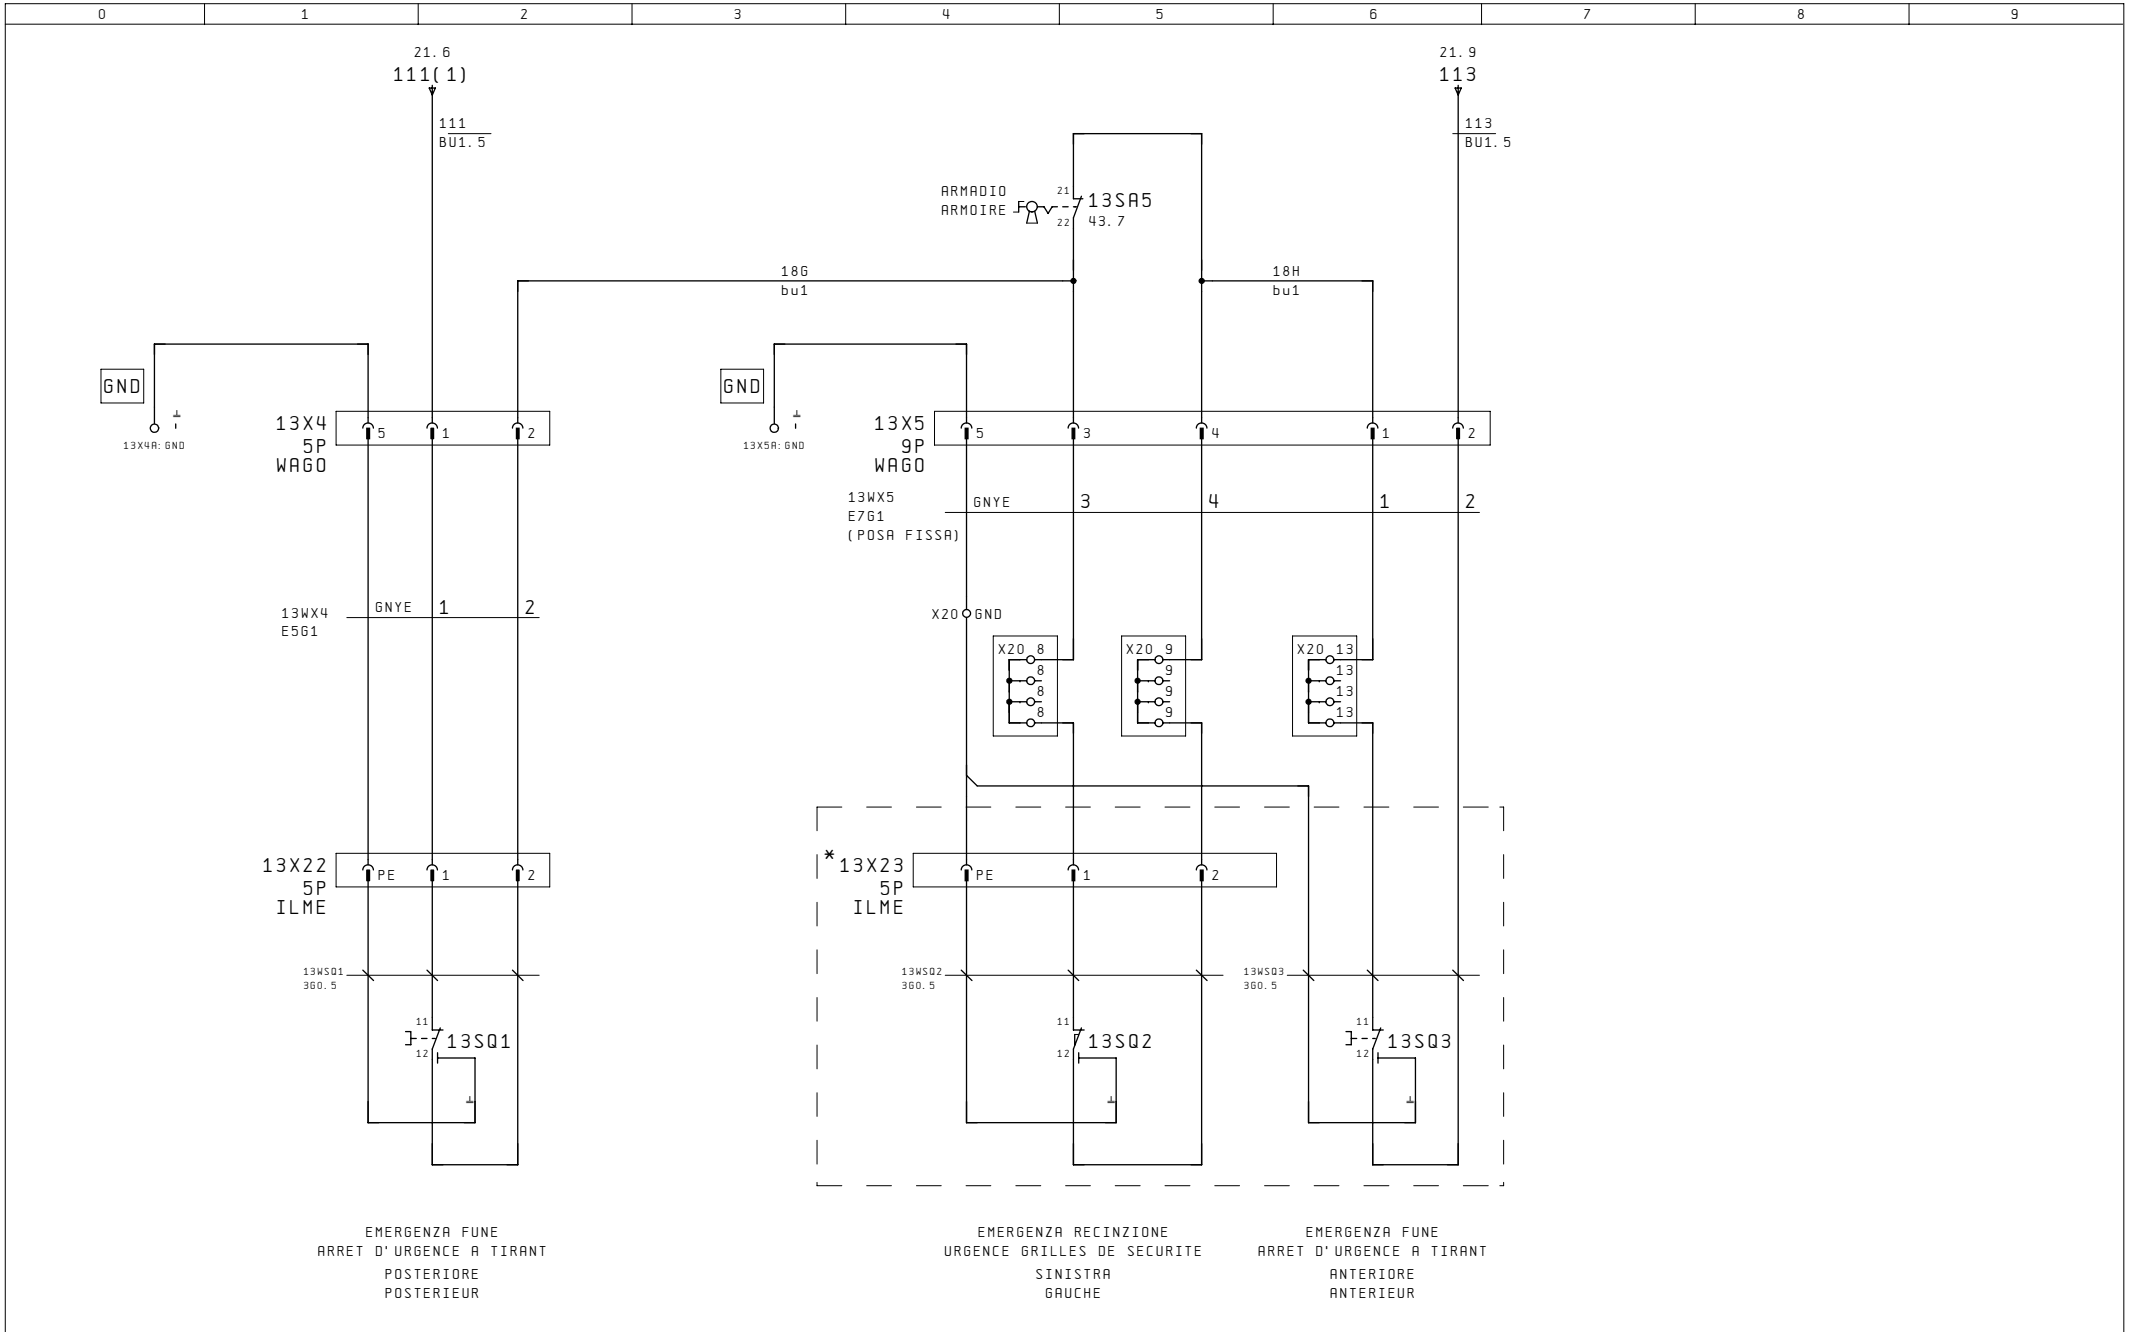 0 1 2 3 4 5 6 7 8 9
21.6
111(1)
21.9
113
111
BU1.5
113
BU1.5
ARMADIO
ARMOIRE
21
22
13SA5
43.7
18G
bu1
18H
bu1
GND
GND
13X4A:GND
13X5A:GND
13X4
5P
WAGO
5 1 2
13X5
9P
WAGO
5 3 4 1 2
13WX5
E7G1
(POSA FISSA)
GNYE 3 4 1 2
13WX4
E5G1
GNYE 1 2
X20 GND
X20 8
8
8
8
X20 9
9
9
9
X20 13
13
13
13
13X22
5P
ILME
PE 1 2
*13X23
5P
ILME
PE 1 2
13WSQ1
3G0.5
13WSQ2
3G0.5
13WSQ3
3G0.5
11
12
13SQ1
11
12
13SQ2
11
12
13SQ3
EMERGENZA FUNE
ARRET D'URGENCE A TIRANT
POSTERIORE
POSTERIEUR
EMERGENZA RECINZIONE
URGENCE GRILLES DE SECURITE
SINISTRA
GAUCHE
EMERGENZA FUNE
ARRET D'URGENCE A TIRANT
ANTERIORE
ANTERIEUR